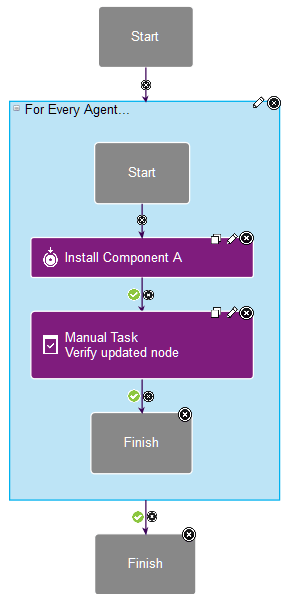 Start
For Every Agent...
Start
Install Component A
Manual Task
Verify updated node
Finish
Finish